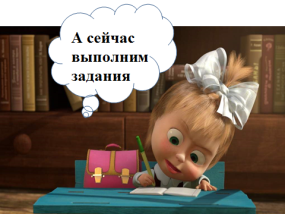 А сейчас
выполним
задания